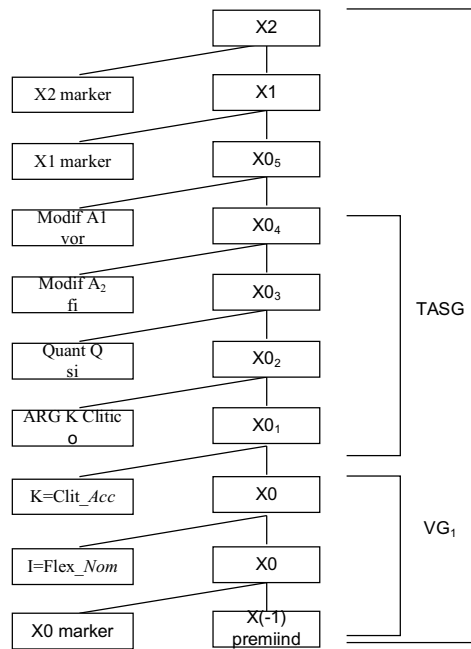 X2
X2 marker
X1
X1 marker
X0₅
Modif A1
vor
X0₄
Modif A₂
fi
X0₃
Quant Q
si
X0₂
ARG K Clitic
o
X0₁
TASG
K=Clit_Acc
X0
I=Flex_Nom
X0
VG₁
X0 marker
X(-1)
premiind